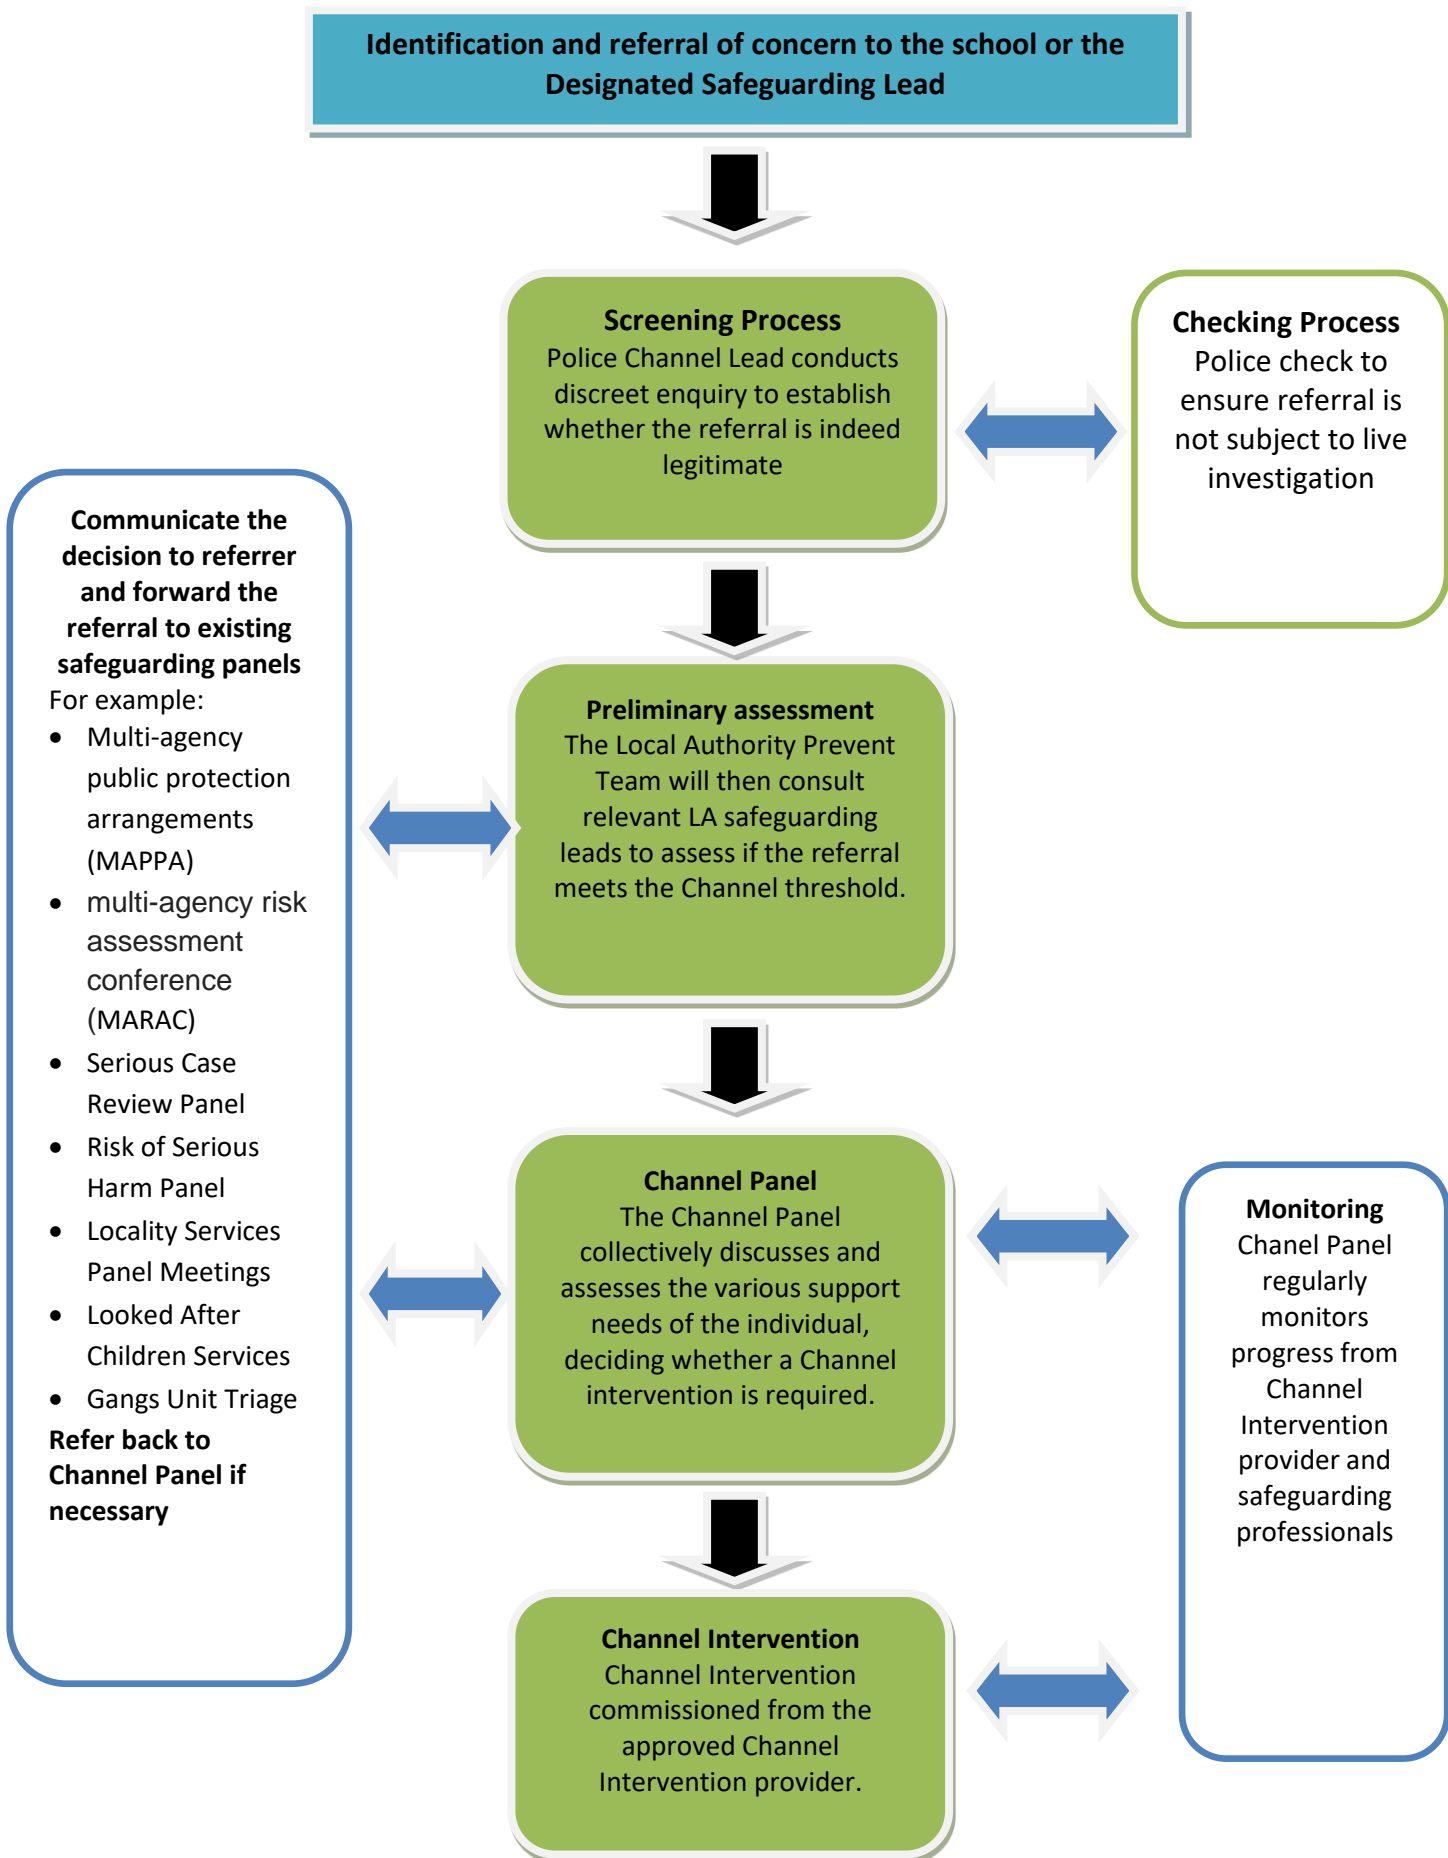 Identification and referral of concern to the school or the
Designated Safeguarding Lead
Screening Process
Police Channel Lead conducts
discreet enquiry to establish
whether the referral is indeed
legitimate
Checking Process
Police check to
ensure referral is
not subject to live
investigation
Communicate the
decision to referrer
and forward the
referral to existing
safeguarding panels
For example:
• Multi-agency
public protection
arrangements
(MAPPA)
• multi-agency risk
assessment
conference
(MARAC)
• Serious Case
Review Panel
• Risk of Serious
Harm Panel
• Locality Services
Panel Meetings
• Looked After
Children Services
• Gangs Unit Triage
Refer back to
Channel Panel if
necessary
Preliminary assessment
The Local Authority Prevent
Team will then consult
relevant LA safeguarding
leads to assess if the referral
meets the Channel threshold.
Channel Panel
The Channel Panel
collectively discusses and
assesses the various support
needs of the individual,
deciding whether a Channel
intervention is required.
Monitoring
Chanel Panel
regularly
monitors
progress from
Channel
Intervention
provider and
safeguarding
professionals
Channel Intervention
Channel Intervention
commissioned from the
approved Channel
Intervention provider.